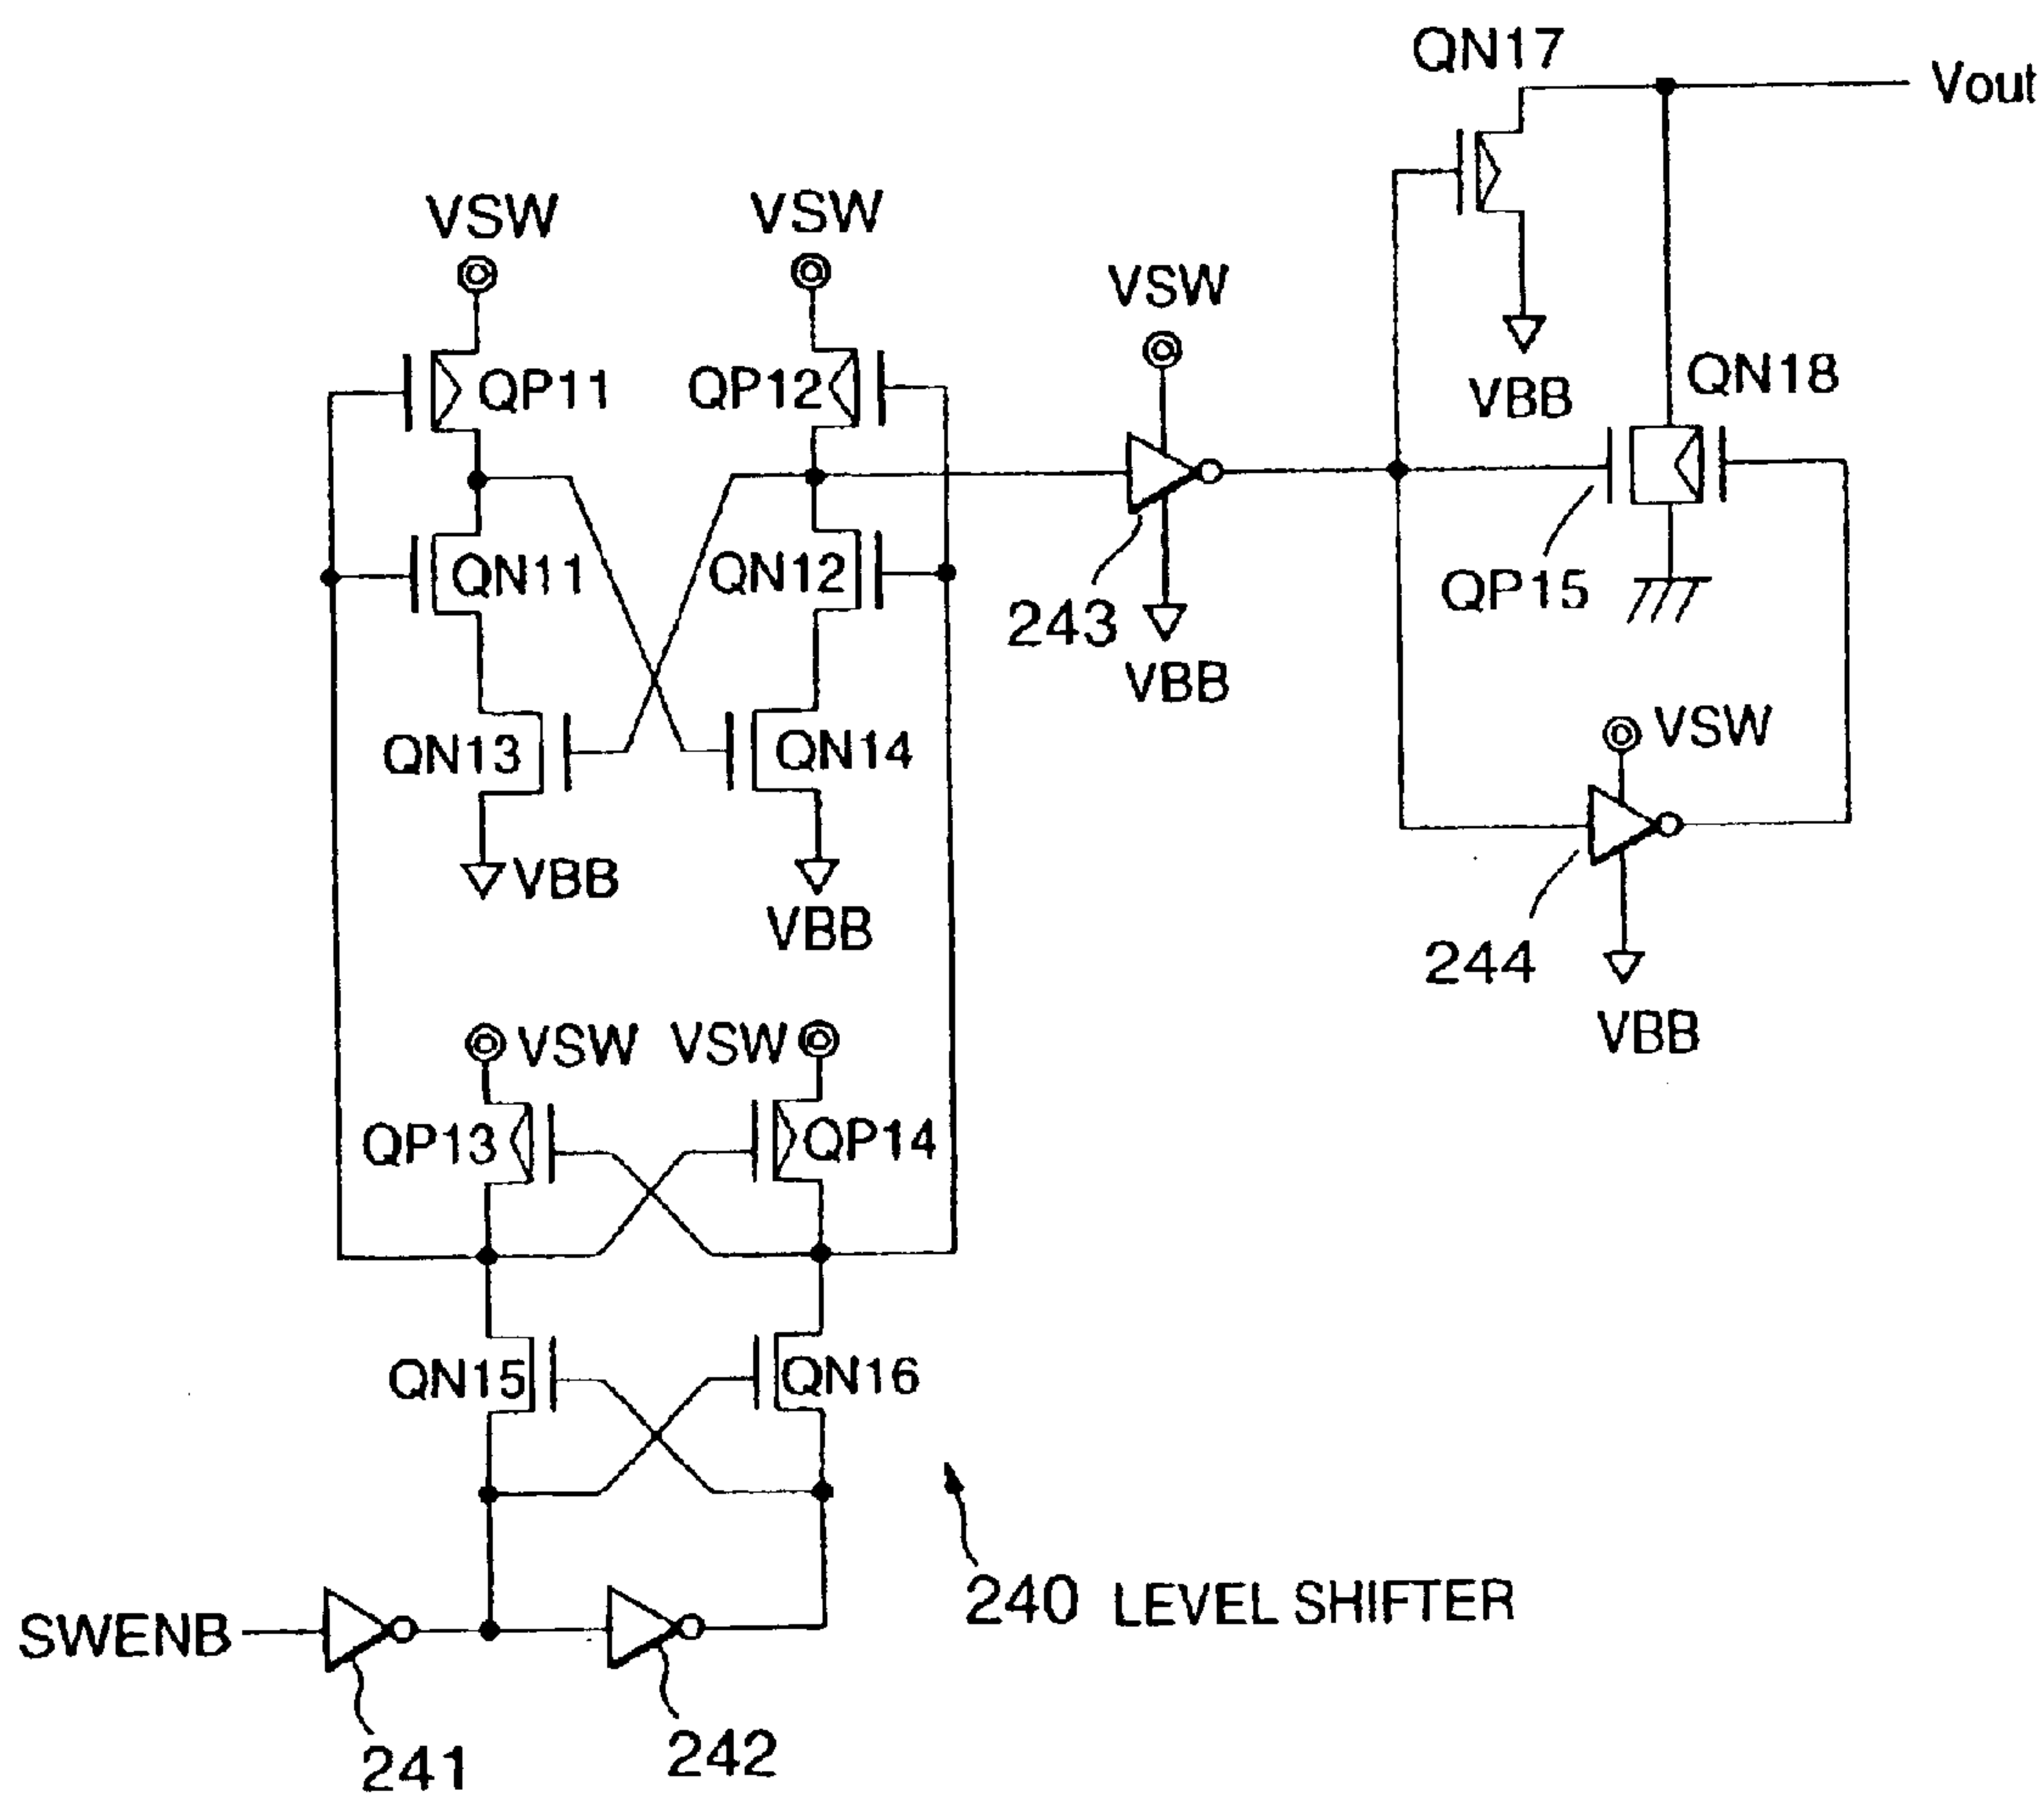 QN17
Vout
VSW
VSW
VSW
QP11
QP12
VBB
QN18
QN11
QN12
243
QP15
VBB
QN13
QN14
VSW
VBB
VBB
244
VBB
VSW
VSW
QP13
QP14
QN15
QN16
240 LEVEL SHIFTER
SWENB
241
242